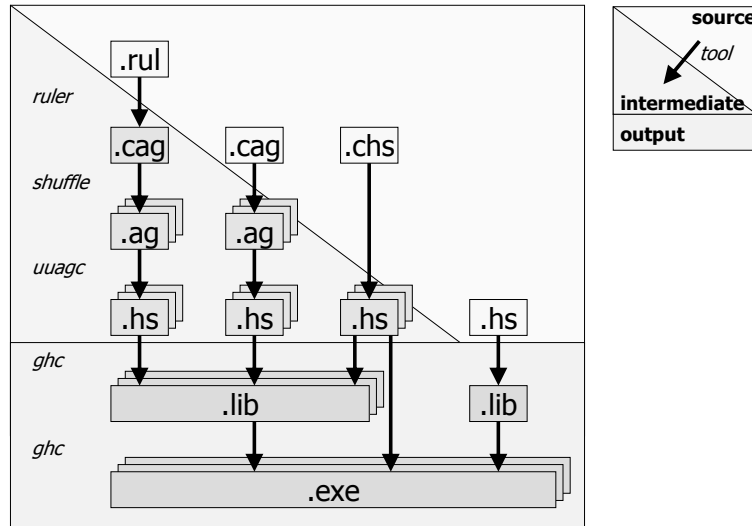 .rul
ruler
.cag
.cag
.chs
shuffle
.ag
.ag
uuagc
.hs
.hs
.hs
.hs
ghc
.lib
.lib
ghc
.exe
source
tool
intermediate
output